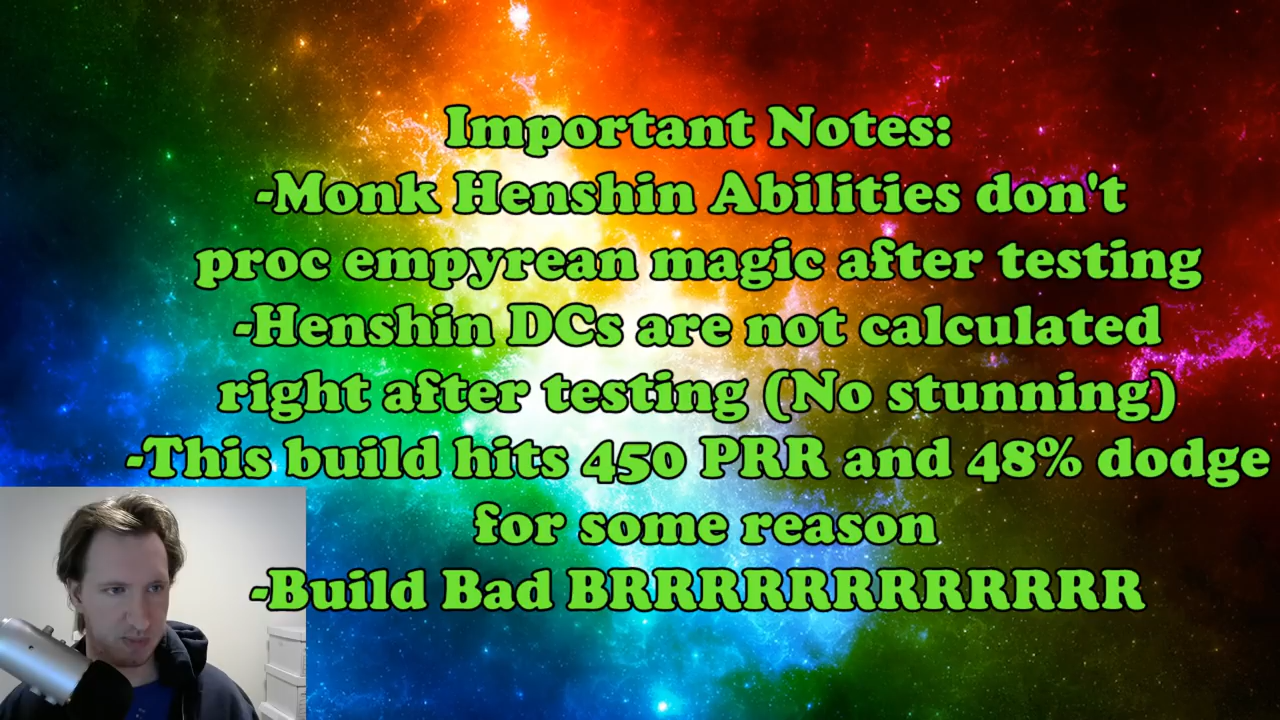 Important Notes:
-Monk Henshin Abilities don't
proc empyrean magic after testing
-Henshin DCs are not calculated
right after testing (No stunning)
-This build hits 450 PRR and 48% dodge
for some reason
-Build Bad BRRRRRRRRRRRRR